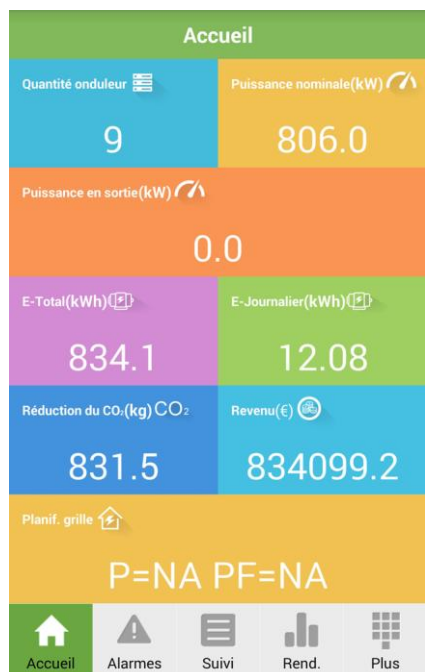 Accueil
Quantité onduleur
Puissance nominale(kW)
9
806.0
Puissance en sortie(kW)
0.0
E-Total(kWh)
E-Journalier(kWh)
834.1
12.08
Réduction du CO₂(kg) CO₂
Revenu(€)
831.5
834099.2
Planif. grille
P=NA PF=NA
Accueil
Alarmes
Suivi
Rend.
Plus